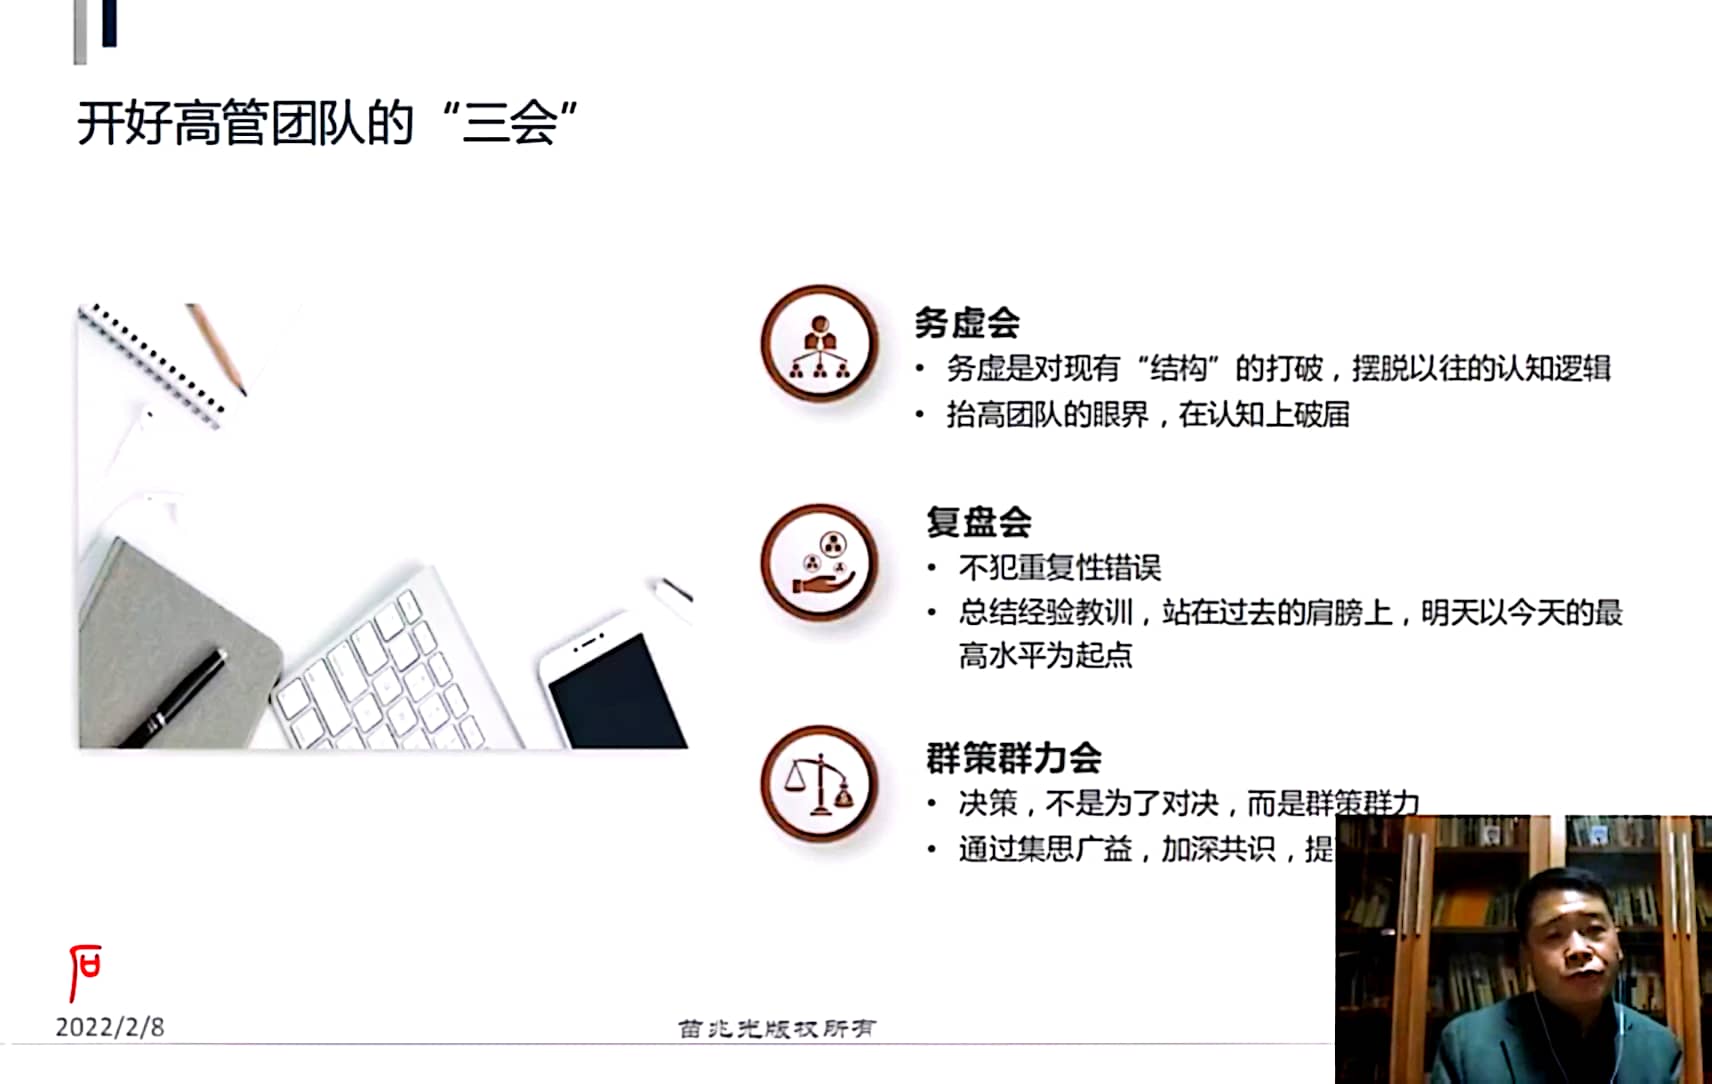 开好高管团队的“三会”
务虚会
• 务虚是对现有“结构”的打破，摆脱以往的认知逻辑
• 抬高团队的眼界，在认知上破届
复盘会
• 不犯重复性错误
• 总结经验教训，站在过去的肩膀上，明天以今天的最
高水平为起点
群策群力会
• 决策，不是为了对决，而是群策群力
• 通过集思广益，加深共识，提
2022/2/8
苗兆光版权所有